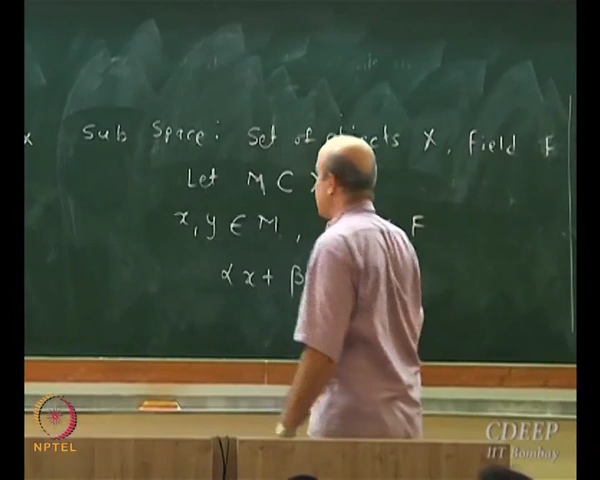 x Sub Space: Set of objects X, Field F
Let M ⊂ X
x, y ∈ M, F
αx + β
NPTEL
CDEEP
IIT Bombay